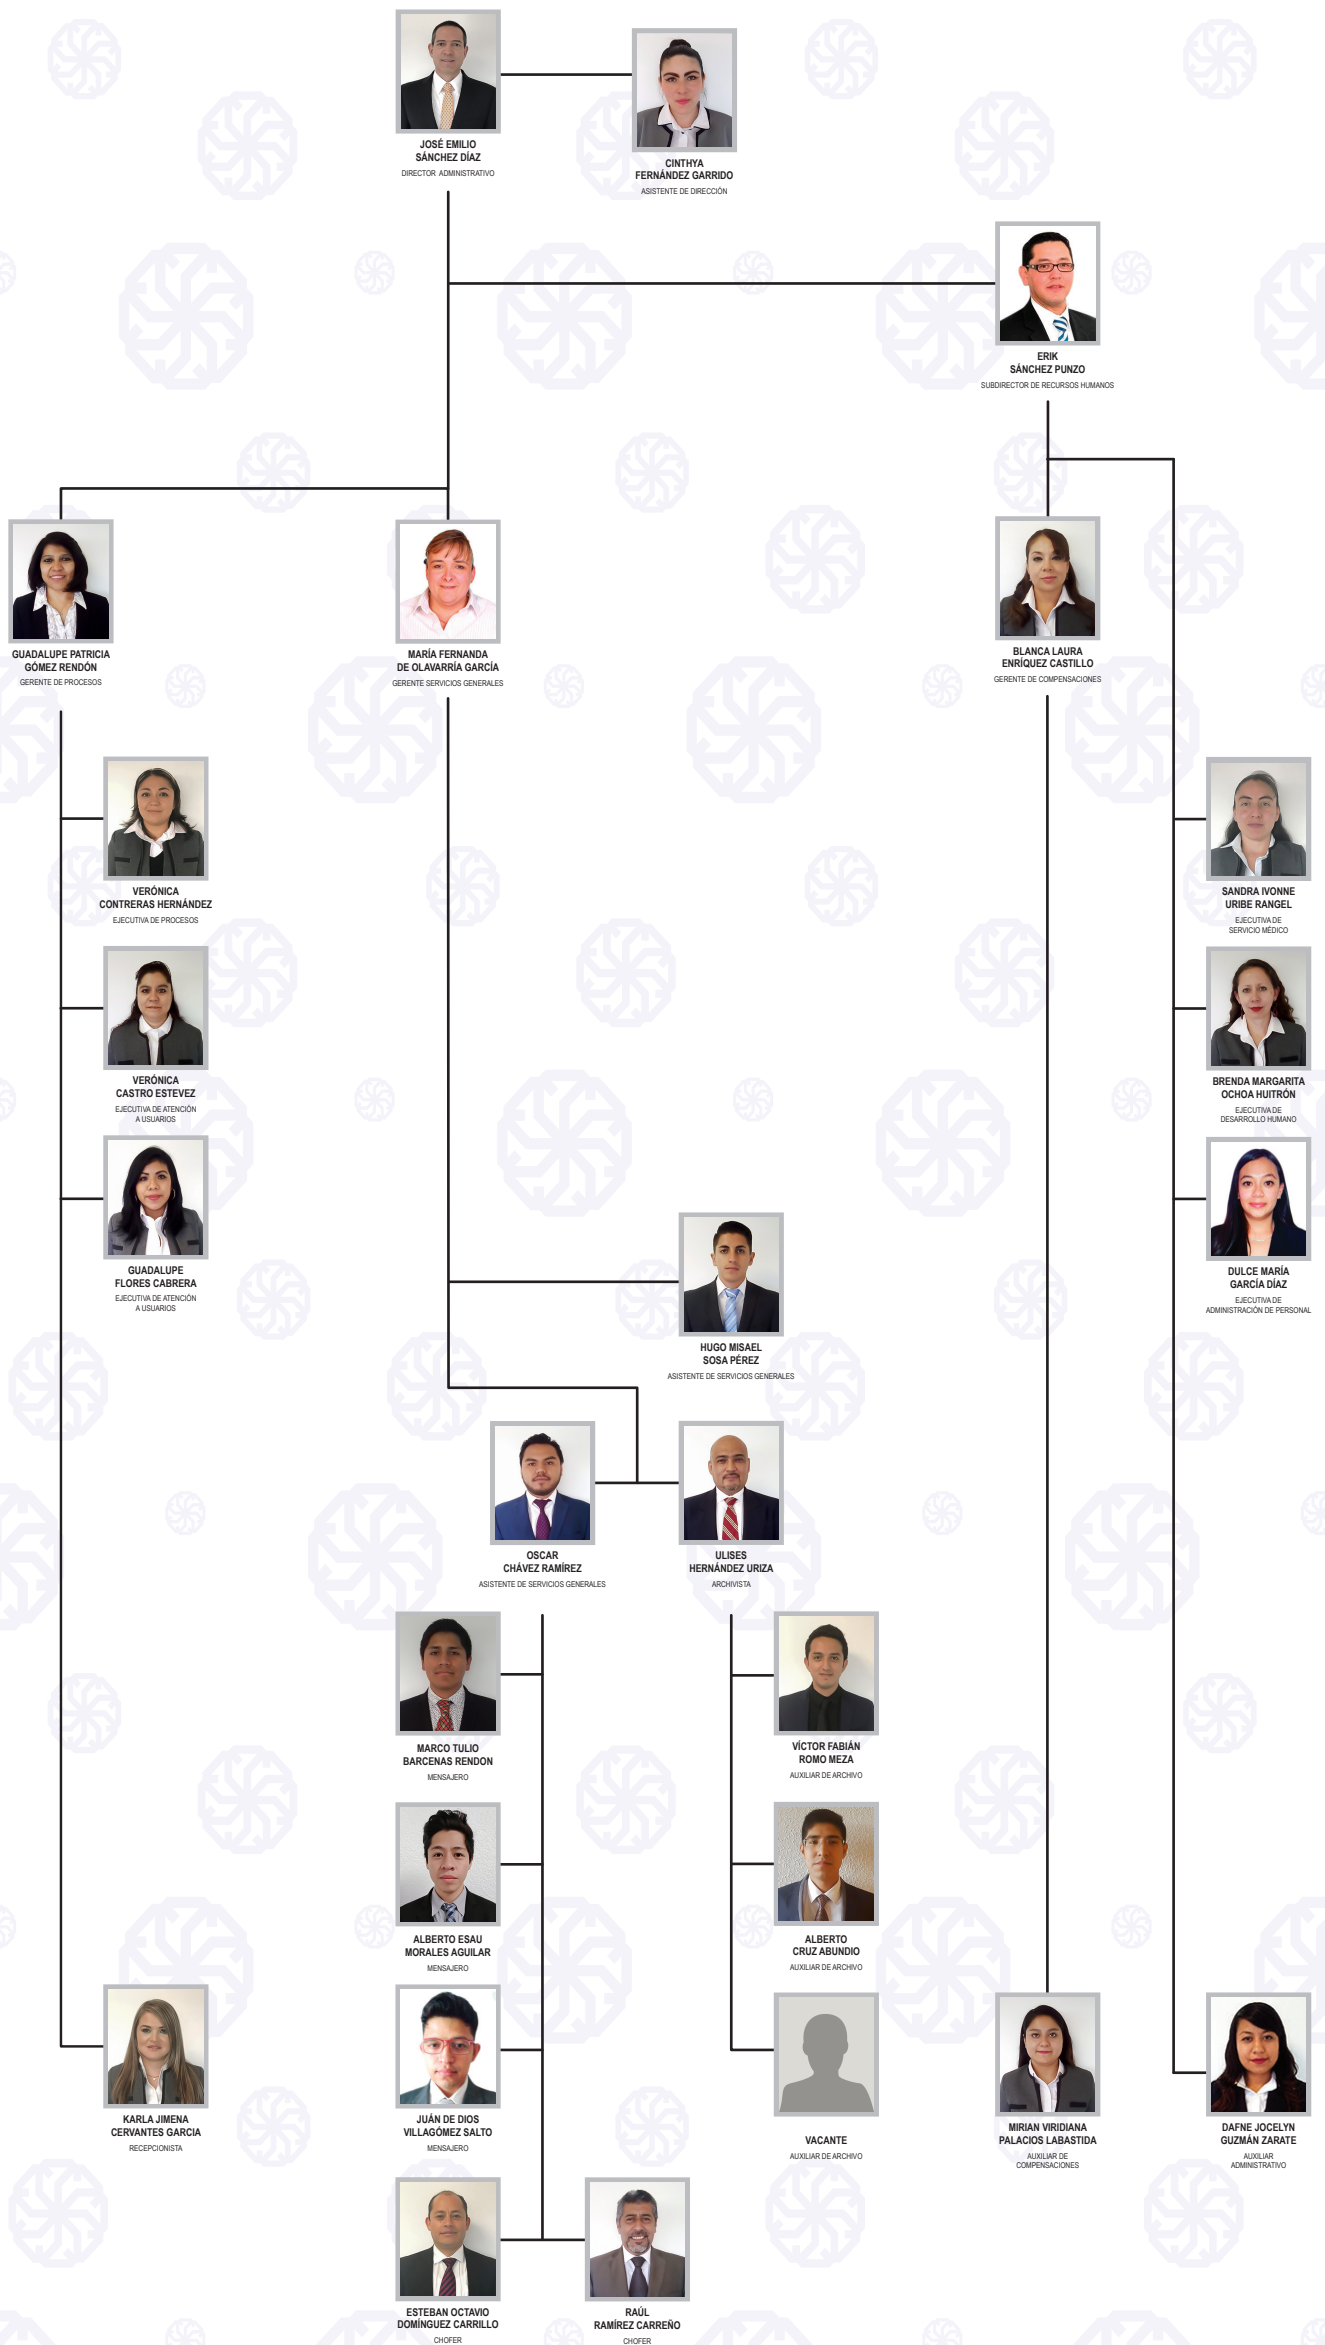 JOSÉ EMILIO
SÁNCHEZ DÍAZ
DIRECTOR ADMINISTRATIVO
CINTHYA
FERNÁNDEZ GARRIDO
ASISTENTE DE DIRECCIÓN
ERIK
SÁNCHEZ PUNZO
SUBDIRECTOR DE RECURSOS HUMANOS
GUADALUPE PATRICIA
GÓMEZ RENDÓN
GERENTE DE PROCESOS
MARÍA FERNANDA
DE OLAVARRÍA GARCÍA
GERENTE SERVICIOS GENERALES
BLANCA LAURA
ENRÍQUEZ CASTILLO
GERENTE DE COMPENSACIONES
VERÓNICA
CONTRERAS HERNÁNDEZ
EJECUTIVA DE PROCESOS
SANDRA IVONNE
URIBE RANGEL
EJECUTIVA DE
SERVICIO MÉDICO
VERÓNICA
CASTRO ESTEVEZ
EJECUTIVA DE ATENCIÓN
A USUARIOS
BRENDA MARGARITA
OCHOA HUITRÓN
EJECUTIVA DE
DESARROLLO HUMANO
GUADALUPE
FLORES CABRERA
EJECUTIVA DE ATENCIÓN
A USUARIOS
DULCE MARÍA
GARCÍA DÍAZ
EJECUTIVA DE
ADMINISTRACIÓN DE PERSONAL
HUGO MISAEL
SOSA PÉREZ
ASISTENTE DE SERVICIOS GENERALES
OSCAR
CHÁVEZ RAMÍREZ
ASISTENTE DE SERVICIOS GENERALES
ULISES
HERNÁNDEZ URIZA
ARCHIVISTA
MARCO TULIO
BARCENAS RENDON
MENSAJERO
VÍCTOR FABIÁN
ROMO MEZA
AUXILIAR DE ARCHIVO
ALBERTO ESAU
MORALES AGUILAR
MENSAJERO
ALBERTO
CRUZ ABUNDIO
AUXILIAR DE ARCHIVO
KARLA JIMENA
CERVANTES GARCIA
RECEPCIONISTA
JUÁN DE DIOS
VILLAGÓMEZ SALTO
MENSAJERO
VACANTE
AUXILIAR DE ARCHIVO
MIRIAN VIRIDIANA
PALACIOS LABASTIDA
AUXILIAR DE
COMPENSACIONES
DAFNE JOCELYN
GUZMÁN ZARATE
AUXILIAR
ADMINISTRATIVO
ESTEBAN OCTAVIO
DOMÍNGUEZ CARRILLO
CHOFER
RAÚL
RAMÍREZ CARREÑO
CHOFER